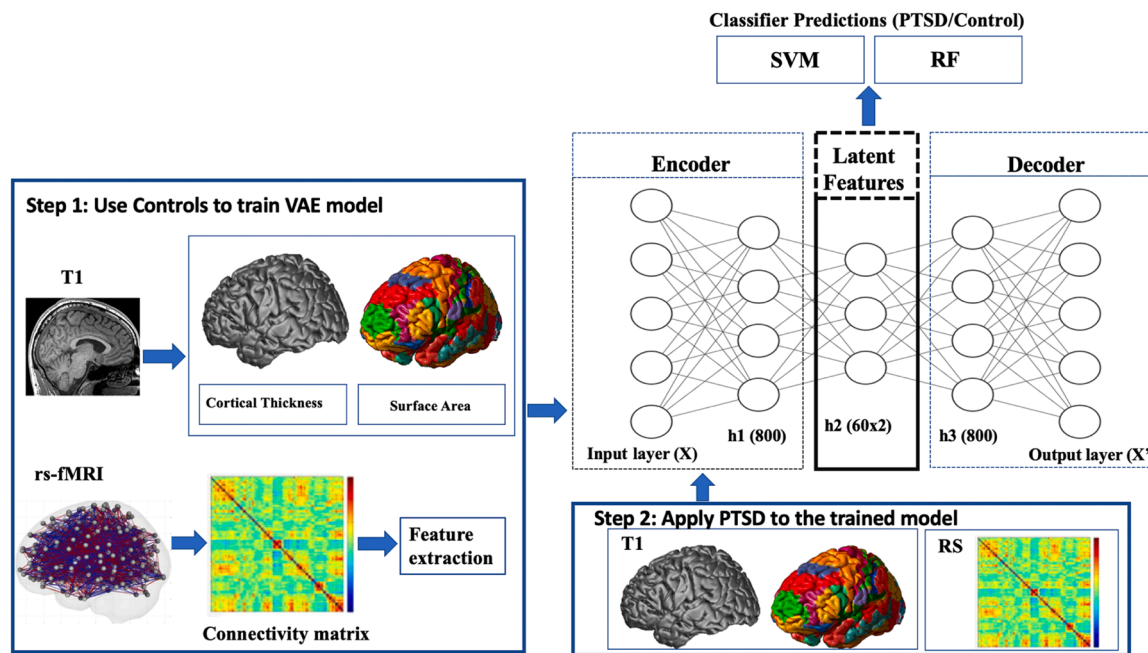 Classifier Predictions (PTSD/Control)
SVM
RF
Encoder
Latent
Features
Decoder
Step 1: Use Controls to train VAE model
T1
Cortical Thickness
Surface Area
rs-fMRI
Connectivity matrix
Feature
extraction
h1 (800)
h2 (60x2)
h3 (800)
Input layer (X)
Output layer (X’
Step 2: Apply PTSD to the trained model
T1
RS